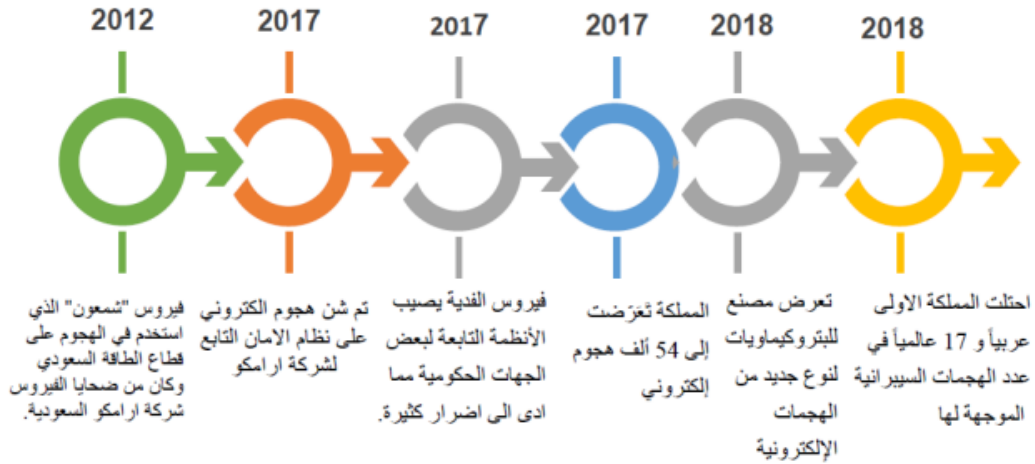 2012
2017
2017
2017
2018
2018
فيروس "شمعون" الذي
استخدم في الهجوم على
قطاع الطاقة السعودي
وكان من ضحايا الفيروس
شركة ارامكو السعودية.
تم شن هجوم الكتروني
على نظام الامان التابع
لشركة ارامكو
فيروس الفدية يصيب
الأنظمة التابعة لبعض
الجهات الحكومية مما
ادى الى اضرار كثيرة.
المملكة تَعَرّضت
إلى 54 ألف هجوم
إلكتروني
تعرض مصنع
للبتروكيماويات
لنوع جديد من
الهجمات
الإلكترونية
احتلت المملكة الاولى
عربياً و 17 عالمياً في
عدد الهجمات السيبرانية
الموجهة لها